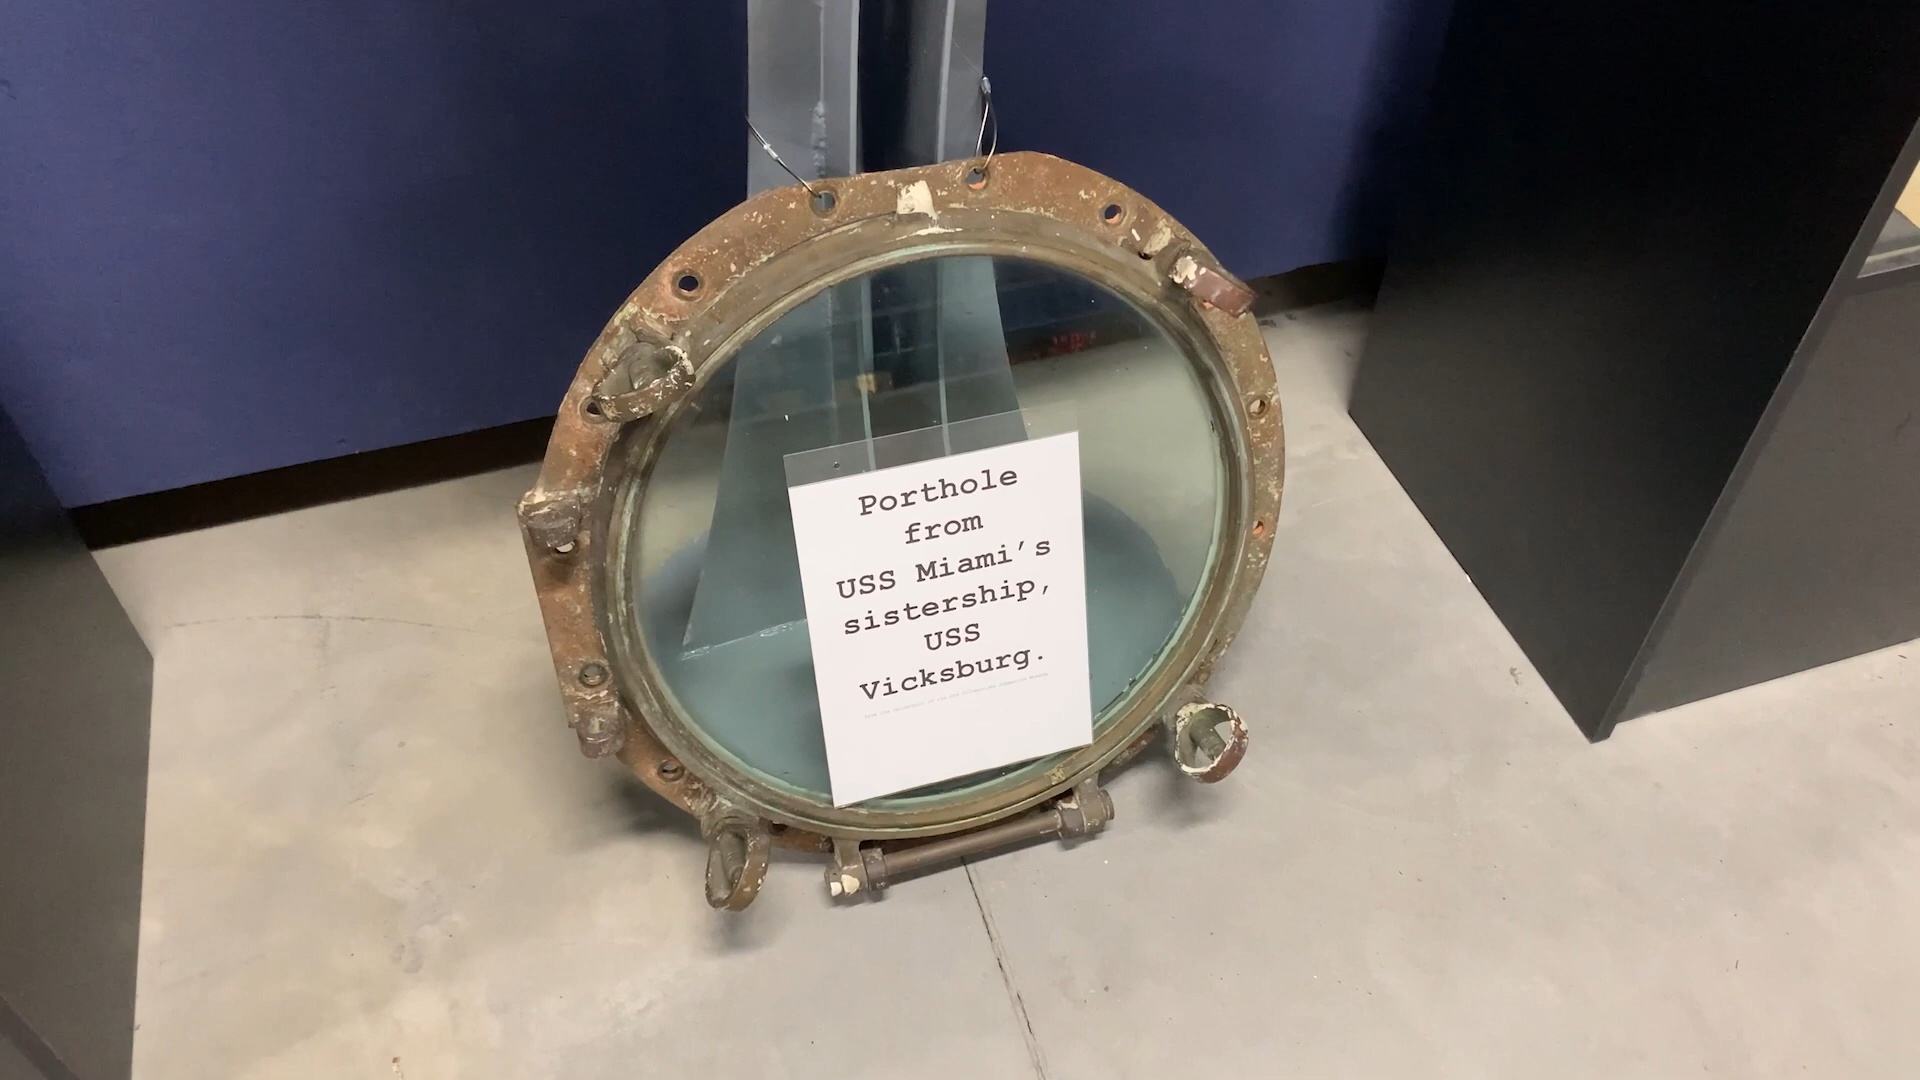 Porthole
from
USS Miami's
sistership,
USS
Vicksburg.